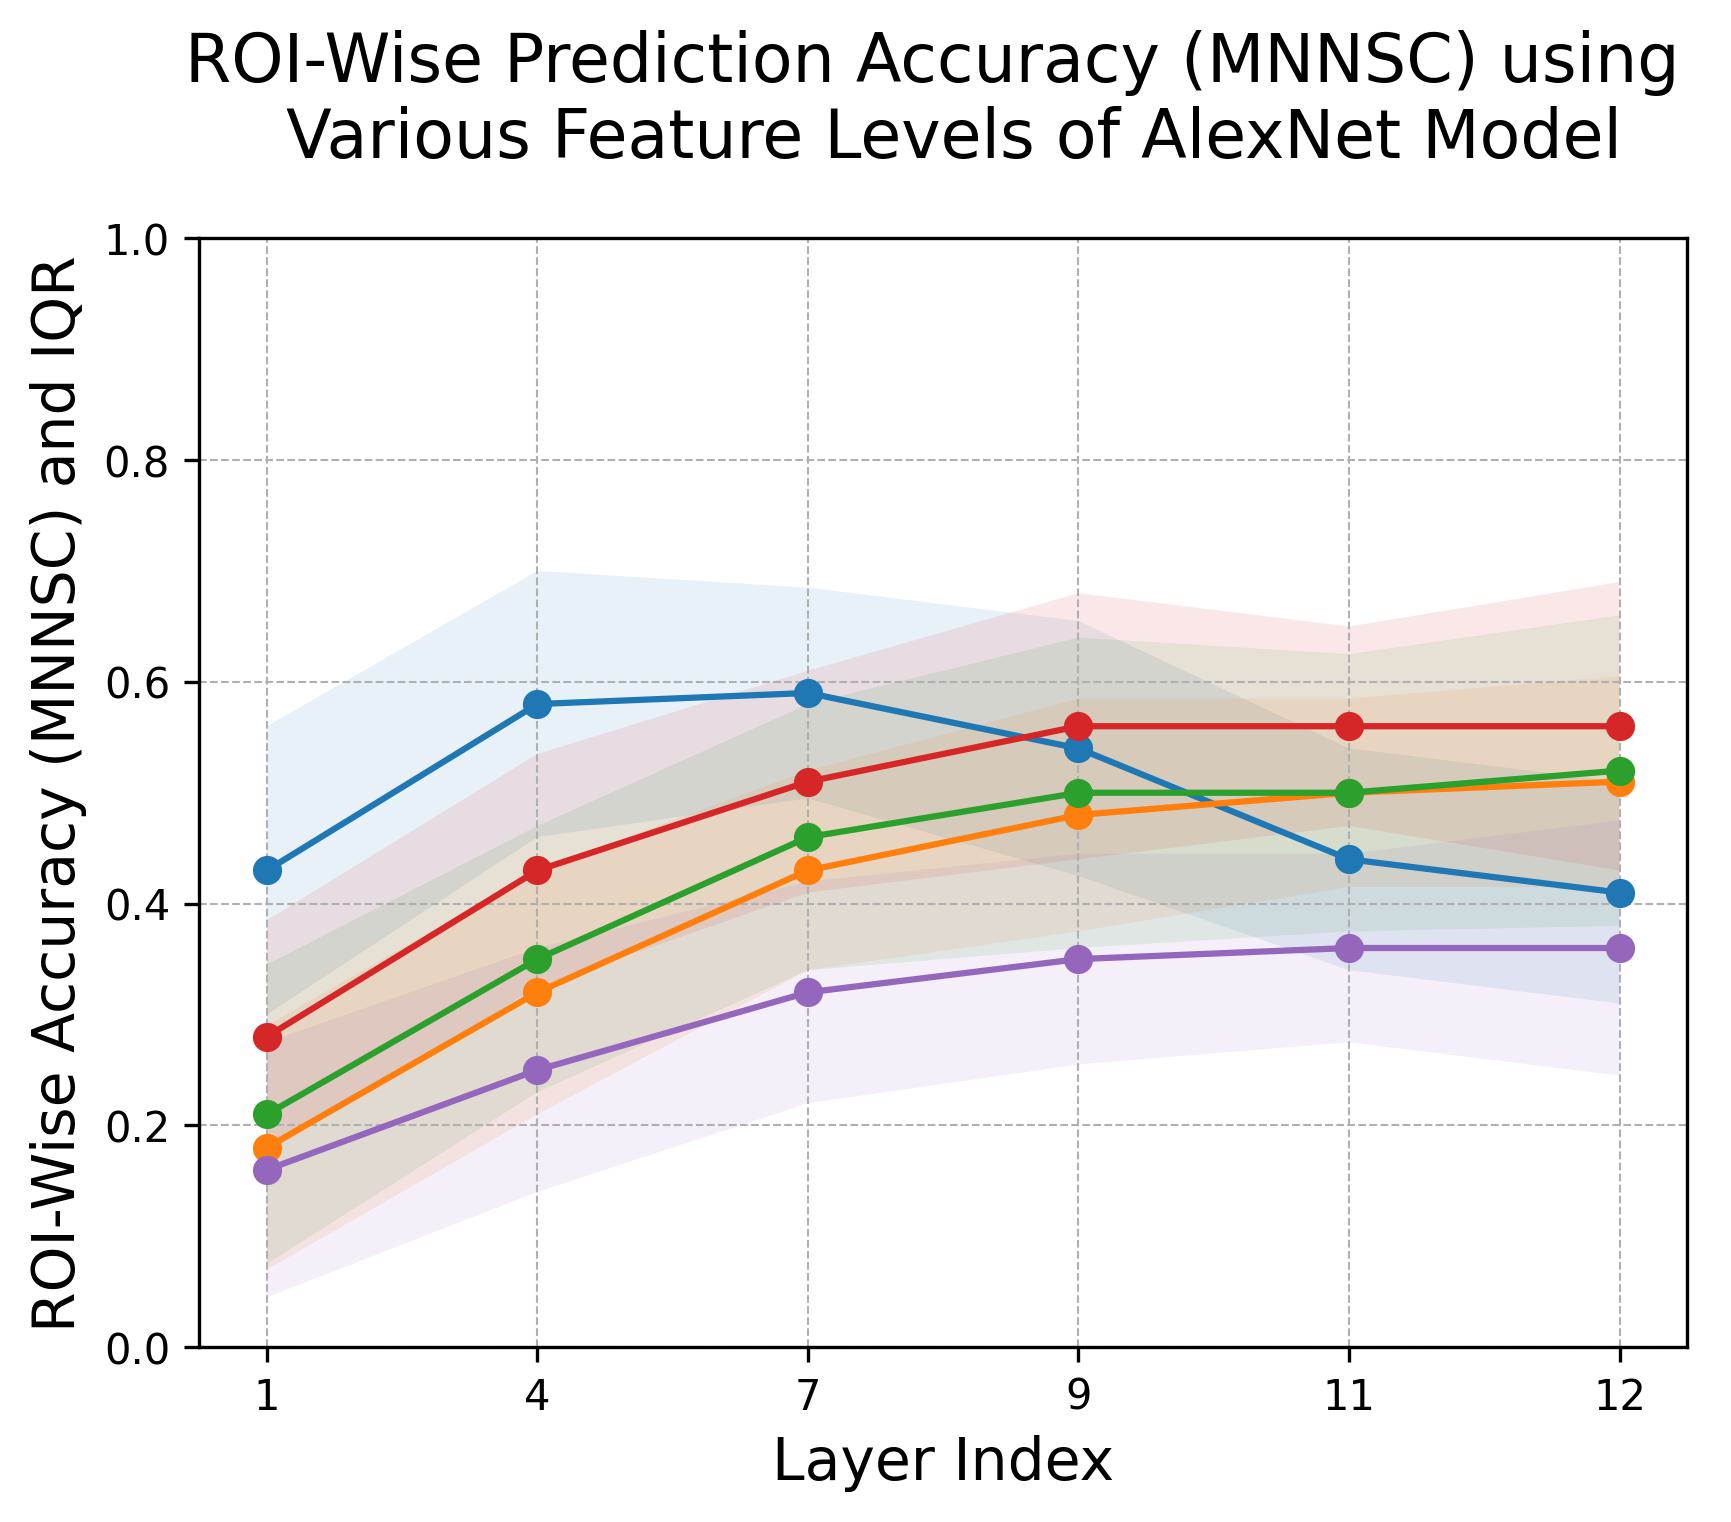 ROI-Wise Prediction Accuracy (MNNSC) using
Various Feature Levels of AlexNet Model
ROI-Wise Accuracy (MNNSC) and IQR
1.0
0.8
0.6
0.4
0.2
0.0
1 4 7 9 11 12
Layer Index